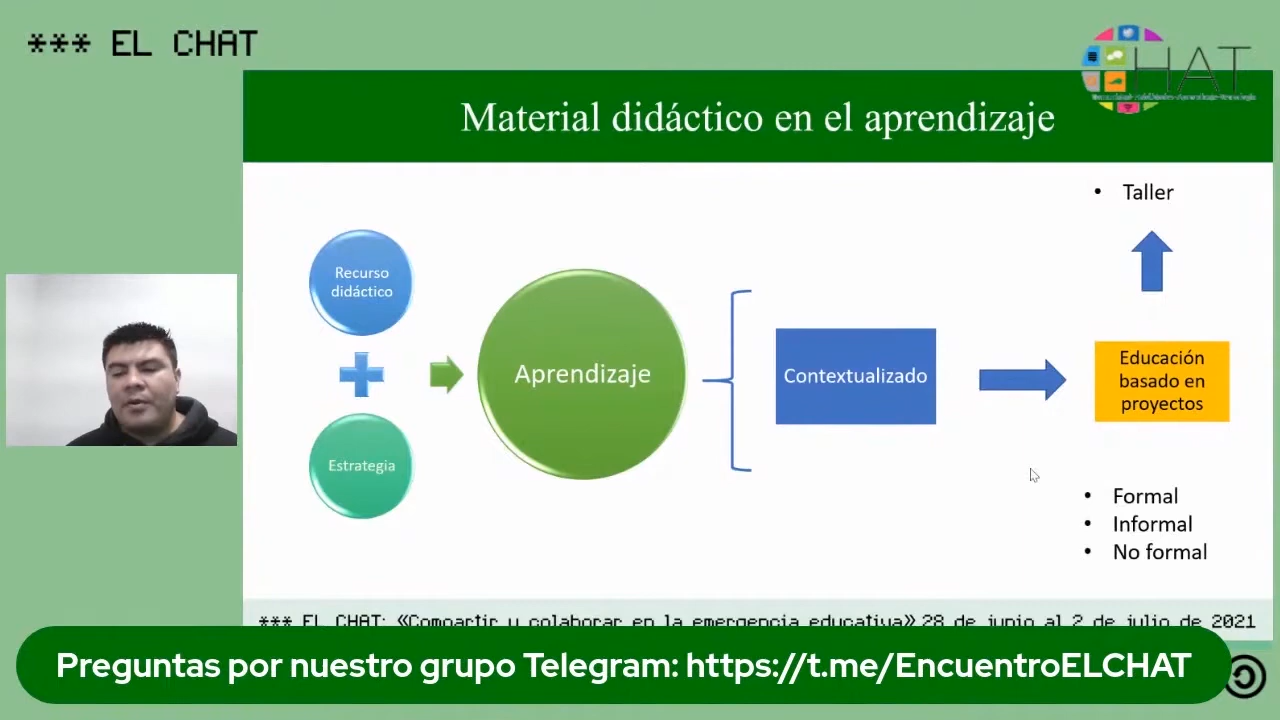 *** EL CHAT
HAT
Material didáctico en el aprendizaje
Taller
Recurso
didáctico
Estrategia
Aprendizaje
Contextualizado
Educación
basado en
proyectos
• Formal
• Informal
• No formal
*** EL CHAT: «Compartir y colaborar en la emergencia educativa» 28 de junio al 2 de julio de 2021
Preguntas por nuestro grupo Telegram: https://t.me/EncuentroELCHAT